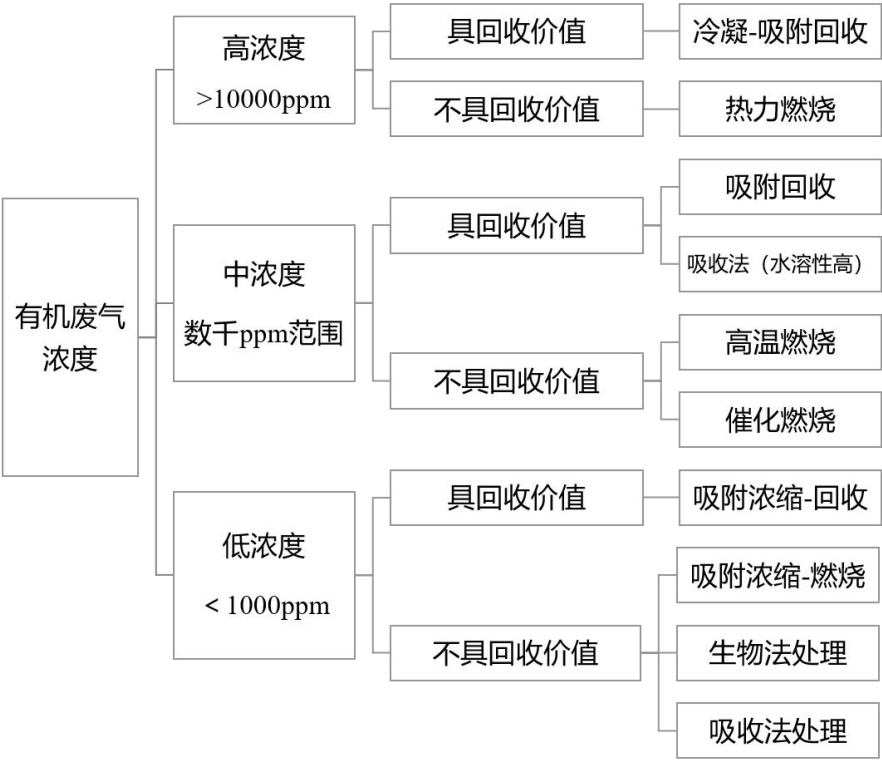 有机废气
浓度
高浓度
>10000ppm
具回收价值
冷凝-吸附回收
不具回收价值
热力燃烧
中浓度
数千ppm范围
具回收价值
吸附回收
吸收法（水溶性高）
不具回收价值
高温燃烧
催化燃烧
低浓度
＜1000ppm
具回收价值
吸附浓缩-回收
不具回收价值
吸附浓缩-燃烧
生物法处理
吸收法处理